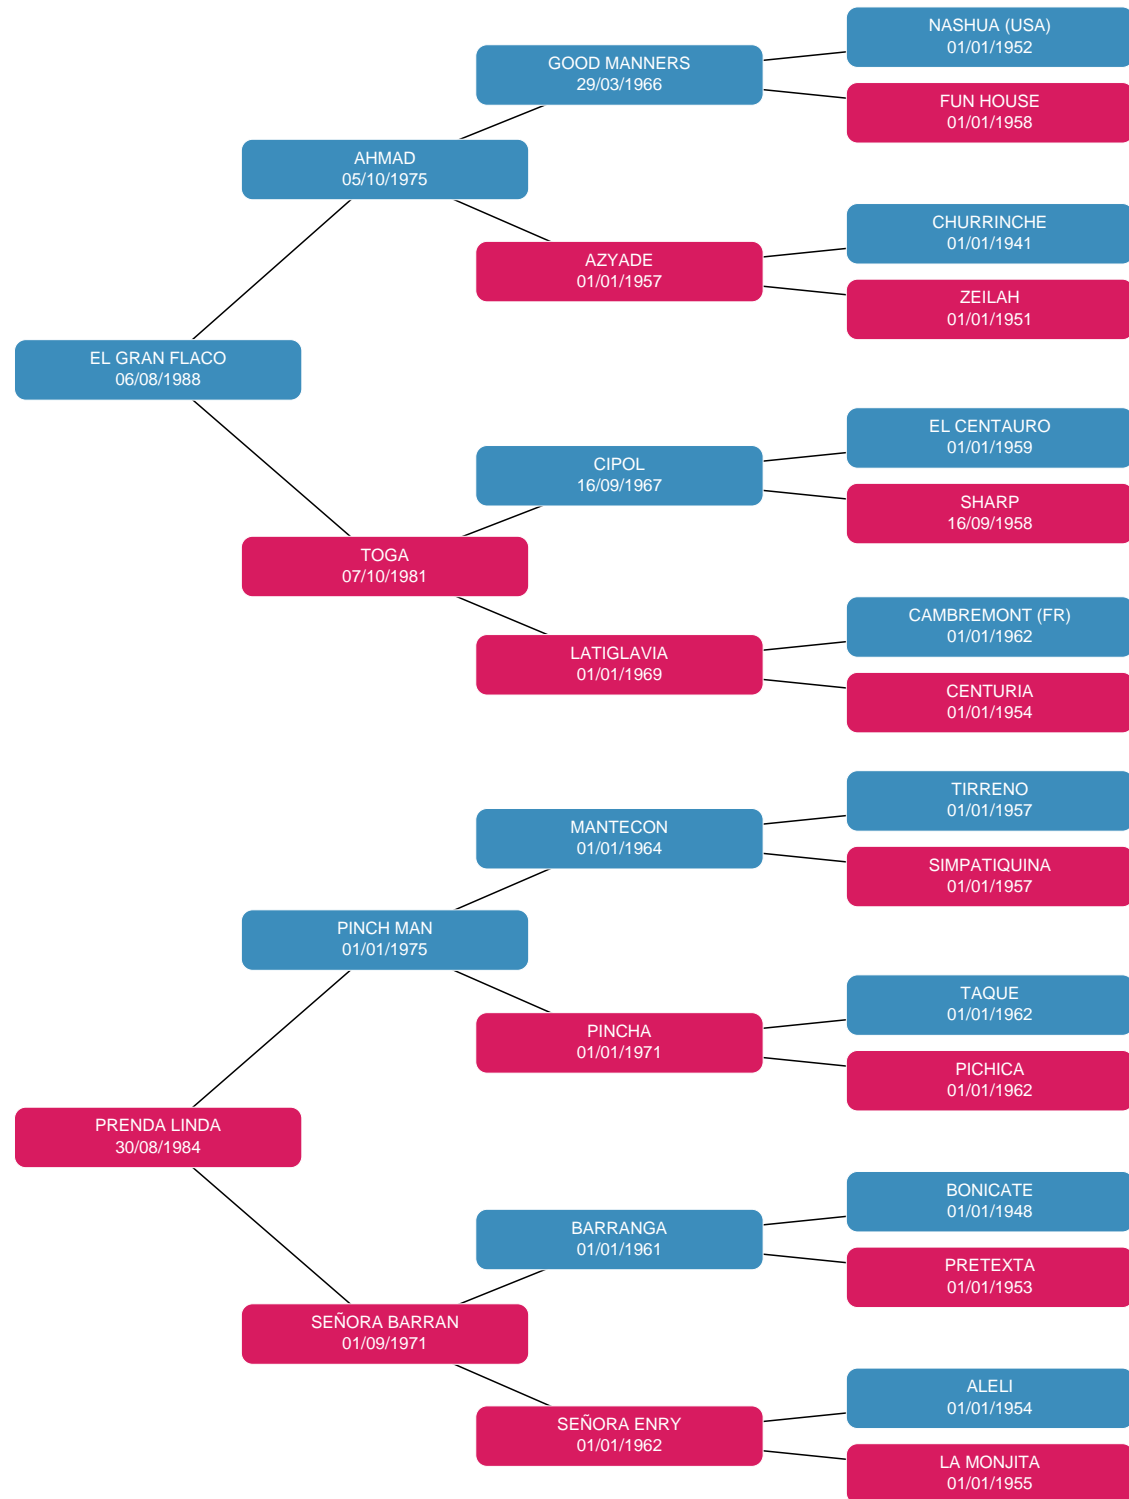 NASHUA (USA)
01/01/1952
GOOD MANNERS
29/03/1966
FUN HOUSE
01/01/1958
AHMAD
05/10/1975
CHURRINCHE
01/01/1941
AZYADE
01/01/1957
ZEILAH
01/01/1951
EL GRAN FLACO
06/08/1988
EL CENTAURO
01/01/1959
CIPOL
16/09/1967
SHARP
16/09/1958
TOGA
07/10/1981
CAMBREMONT (FR)
01/01/1962
LATIGLAVIA
01/01/1969
CENTURIA
01/01/1954
TIRRENO
01/01/1957
MANTECON
01/01/1964
SIMPATIQUINA
01/01/1957
PINCH MAN
01/01/1975
TAQUE
01/01/1962
PINCHA
01/01/1971
PICHICA
01/01/1962
PRENDA LINDA
30/08/1984
BONICATE
01/01/1948
BARRANGA
01/01/1961
PRETEXTA
01/01/1953
SEÑORA BARRAN
01/09/1971
ALELI
01/01/1954
SEÑORA ENRY
01/01/1962
LA MONJITA
01/01/1955